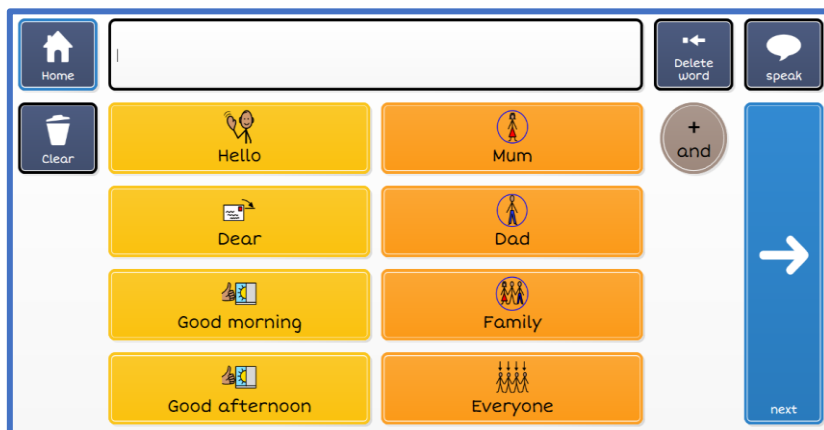 Home
Delete
word
speak
Clear
Hello
Mum
+
and
Dear
Dad
Good morning
Family
Good afternoon
Everyone
next